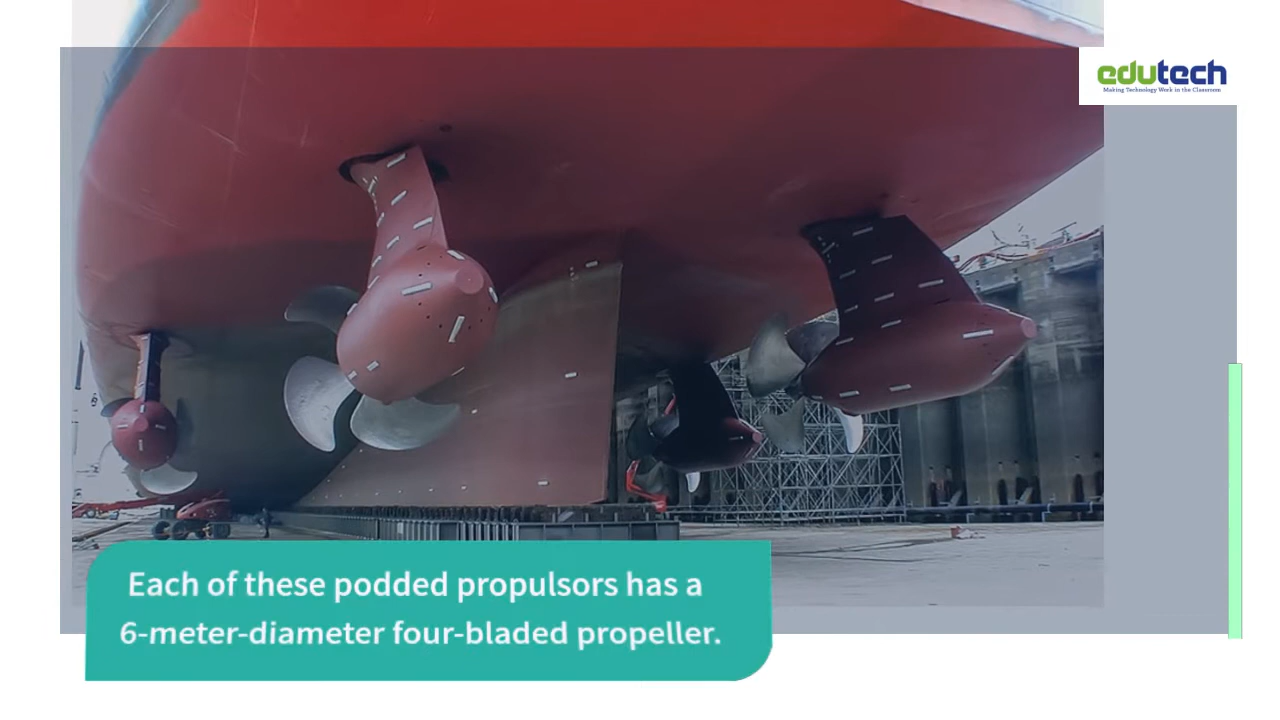 edutech
Making Technology Work in the Classroom
Each of these podded propulsors has a
6-meter-diameter four-bladed propeller.